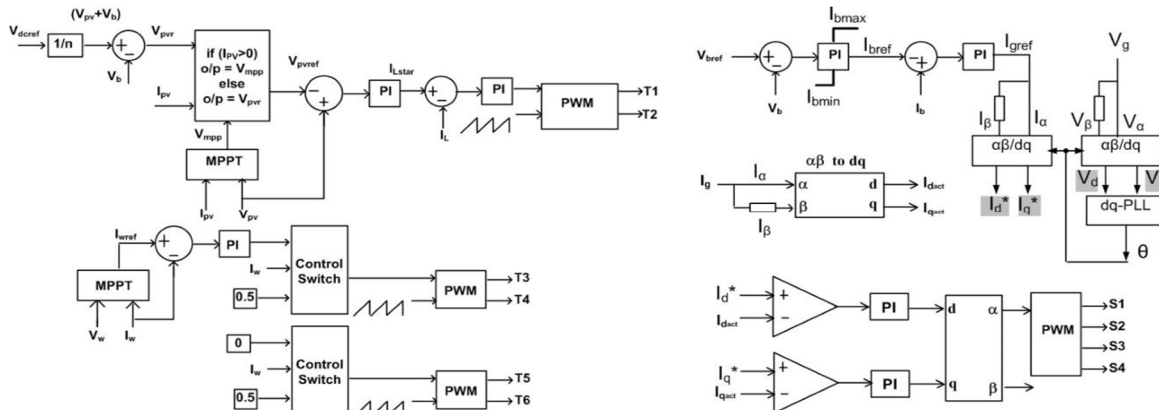 (Vpv+Vb)
Vdcref
1/n
Vpvr
Vb
if (IPV>0)
o/p = Vmpp
else
o/p = Vpvr
Ipv
Vmpp
MPPT
Ipv
Vpv
Vpvref
PI
ILstar
IL
PI
PWM
T1
T2
Iwref
MPPT
Vw
Iw
PI
Iw
0.5
Control
Switch
PWM
T3
T4
0
Iw
0.5
Control
Switch
PWM
T5
T6
Vbref
Vb
Ibmax
PI
Ibmin
Ibref
Ib
PI
Igref
Iβ
Iα
αβ/dq
Id*
Iq*
Vg
Vβ
Vα
αβ/dq
Vd
V
dq-PLL
θ
αβ to dq
Ig
Iα
Iβ
α
β
d
q
Idact
Iqact
Id*
Idact
PI
Iq*
Iqact
PI
d
q
α
β
PWM
S1
S2
S3
S4